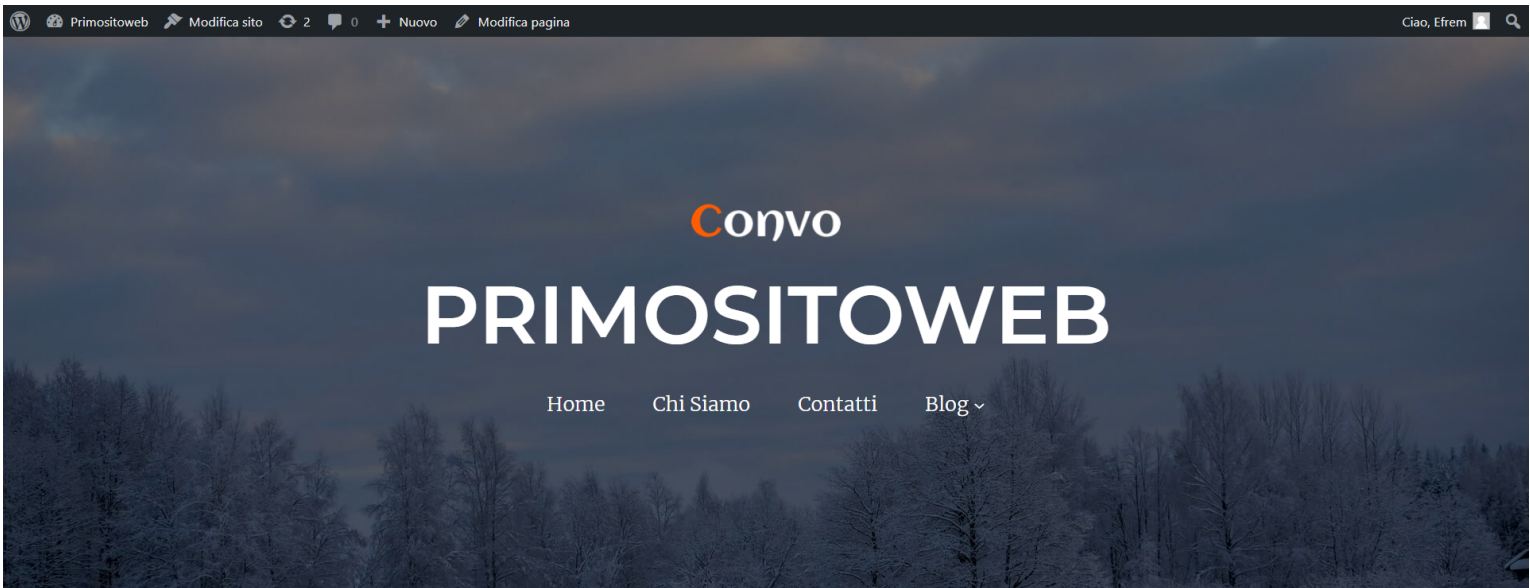 Primositoweb Modifica sito 2 0 Nuovo Modifica pagina Ciao, Efrem
Convo
PRIMOSITOWEB
Home Chi Siamo Contatti Blog